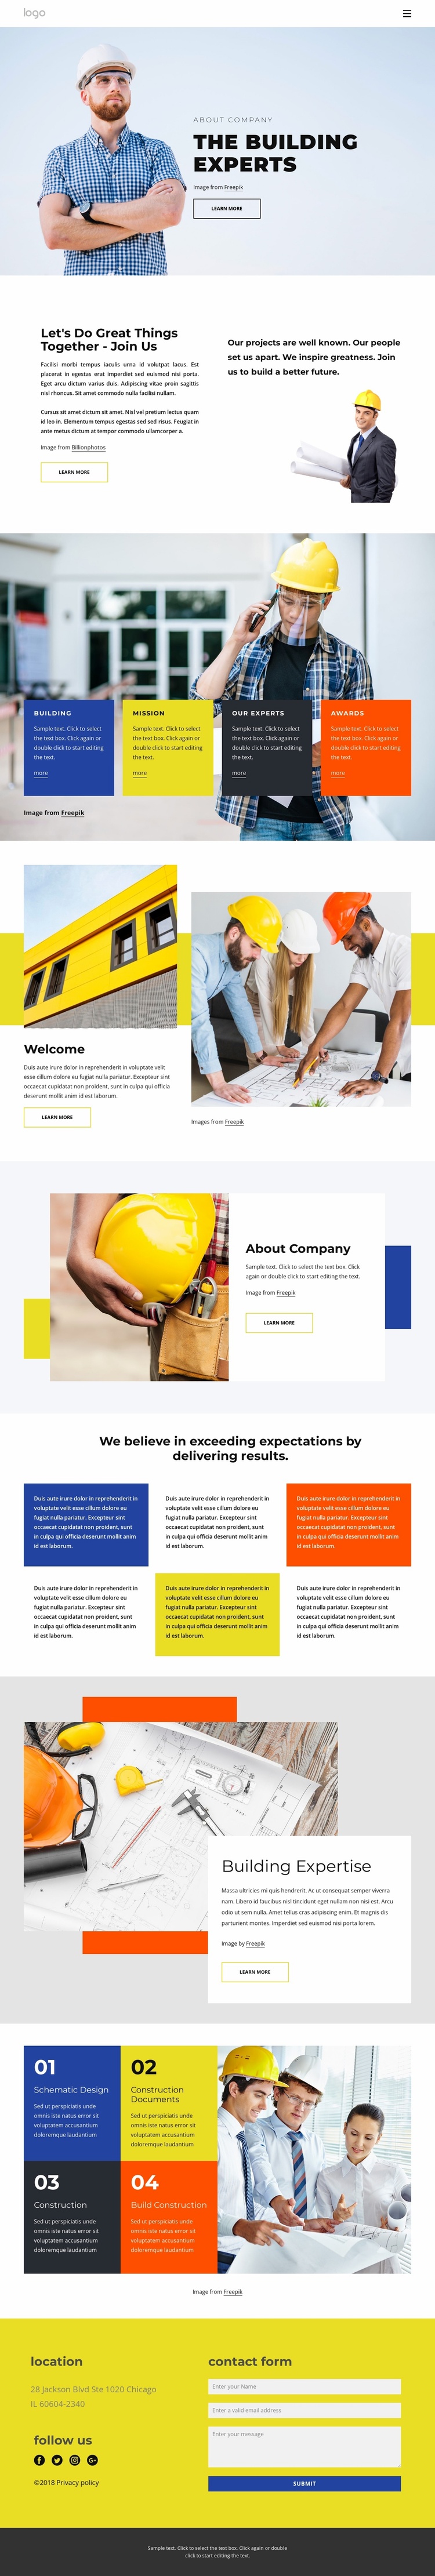 logo
ABOUT COMPANY
THE BUILDING
EXPERTS
Image from Freepik
LEARN MORE
Let's Do Great Things
Together - Join Us
Facilisi morbi tempus iaculis urna id volutpat lacus. Est
placerat in egestas erat imperdiet sed euismod nisi porta.
Eget arcu dictum varius duis. Adipiscing vitae proin sagittis
nisl rhoncus. Sit amet commodo nulla facilisi nullam.
Cursus sit amet dictum sit amet. Nisl vel pretium lectus quam
id leo in. Elementum tempus egestas sed sed risus. Feugiat in
ante metus dictum at tempor commodo ullamcorper a.
Image from Billionphotos
LEARN MORE
Our projects are well known. Our people
set us apart. We inspire greatness. Join
us to build a better future.
BUILDING
Sample text. Click to select
the text box. Click again or
double click to start editing
the text.
more
MISSION
Sample text. Click to select
the text box. Click again or
double click to start editing
the text.
more
OUR EXPERTS
Sample text. Click to select
the text box. Click again or
double click to start editing
the text.
more
AWARDS
Sample text. Click to select
the text box. Click again or
double click to start editing
the text.
more
Image from Freepik
Welcome
Duis aute irure dolor in reprehenderit in voluptate velit
esse cillum dolore eu fugiat nulla pariatur. Excepteur sint
occaecat cupidatat non proident, sunt in culpa qui officia
deserunt mollit anim id est laborum.
LEARN MORE
Images from Freepik
About Company
Sample text. Click to select the text box. Click
again or double click to start editing the text.
Image from Freepik
LEARN MORE
We believe in exceeding expectations by
delivering results.
Duis aute irure dolor in reprehenderit in
voluptate velit esse cillum dolore eu
fugiat nulla pariatur. Excepteur sint
occaecat cupidatat non proident, sunt
in culpa qui officia deserunt mollit anim
id est laborum.
Duis aute irure dolor in reprehenderit in
voluptate velit esse cillum dolore eu
fugiat nulla pariatur. Excepteur sint
occaecat cupidatat non proident, sunt
in culpa qui officia deserunt mollit anim
id est laborum.
Duis aute irure dolor in reprehenderit in
voluptate velit esse cillum dolore eu
fugiat nulla pariatur. Excepteur sint
occaecat cupidatat non proident, sunt
in culpa qui officia deserunt mollit anim
id est laborum.
Duis aute irure dolor in reprehenderit in
voluptate velit esse cillum dolore eu
fugiat nulla pariatur. Excepteur sint
occaecat cupidatat non proident, sunt
in culpa qui officia deserunt mollit anim
id est laborum.
Duis aute irure dolor in reprehenderit in
voluptate velit esse cillum dolore eu
fugiat nulla pariatur. Excepteur sint
occaecat cupidatat non proident, sunt
in culpa qui officia deserunt mollit anim
id est laborum.
Duis aute irure dolor in reprehenderit in
voluptate velit esse cillum dolore eu
fugiat nulla pariatur. Excepteur sint
occaecat cupidatat non proident, sunt
in culpa qui officia deserunt mollit anim
id est laborum.
Building Expertise
Massa ultricies mi quis hendrerit. Ac ut consequat semper viverra
nam. Libero id faucibus nisl tincidunt eget nullam non nisi est. Arcu
odio ut sem nulla. Amet tellus cras adipiscing enim. Et magnis dis
parturient montes. Imperdiet sed euismod nisi porta lorem.
Image by Freepik
LEARN MORE
01
Schematic Design
Sed ut perspiciatis unde
omnis iste natus error sit
voluptatem accusantium
doloremque laudantium
02
Construction
Documents
Sed ut perspiciatis unde
omnis iste natus error sit
voluptatem accusantium
doloremque laudantium
03
Construction
Sed ut perspiciatis unde
omnis iste natus error sit
voluptatem accusantium
doloremque laudantium
04
Build Construction
Sed ut perspiciatis unde
omnis iste natus error sit
voluptatem accusantium
doloremque laudantium
Image from Freepik
location
28 Jackson Blvd Ste 1020 Chicago
IL 60604-2340
follow us
©2018 Privacy policy
contact form
Enter your Name
Enter a valid email address
Enter your message
SUBMIT
Sample text. Click to select the text box. Click again or double
click to start editing the text.